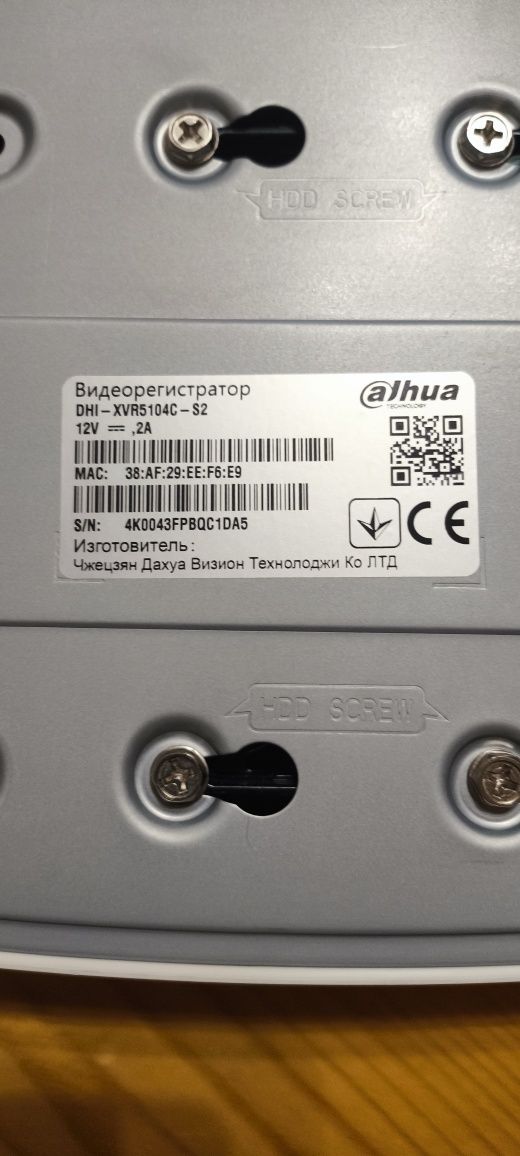 HDD SCREW
Видеорегистратор
alhua
TECHNOLOGY
DHI-XVR5104C-S2
12V ⎓ ,2A
MAC: 38:AF:29:EE:F6:E9
S/N: 4K0043FPBQC1DA5
CE
Изготовитель:
Чжецзян Дахуа Визион Технолоджи Ко ЛТД
HDD SCREW